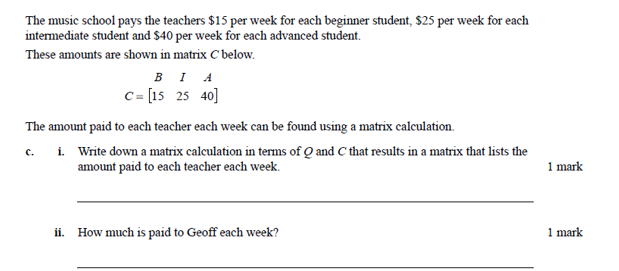 The music school pays the teachers $15 per week for each beginner student, $25 per week for each
intermediate student and $40 per week for each advanced student.
These amounts are shown in matrix C below.
B I A
C = [15 25 40]
The amount paid to each teacher each week can be found using a matrix calculation.
c. i. Write down a matrix calculation in terms of Q and C that results in a matrix that lists the
amount paid to each teacher each week. 1 mark
ii. How much is paid to Geoff each week? 1 mark